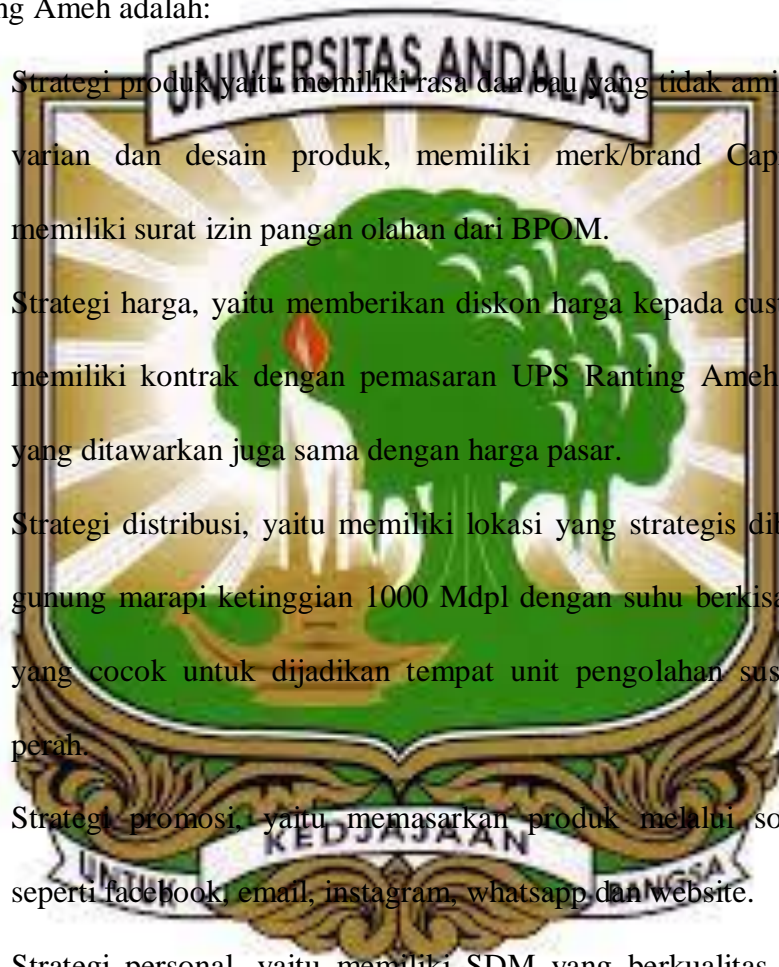 ng Ameh adalah:
UNIVERSITAS ANDALAS
Strategi produk yaitu memiliki rasa dan bau yang tidak ami
varian dan desain produk, memiliki merk/brand Cap
memiliki surat izin pangan olahan dari BPOM.
Strategi harga, yaitu memberikan diskon harga kepada cus
memiliki kontrak dengan pemasaran UPS Ranting Ameh
yang ditawarkan juga sama dengan harga pasar.
Strategi distribusi, yaitu memiliki lokasi yang strategis di
gunung marapi ketinggian 1000 Mdpl dengan suhu berkisa
yang cocok untuk dijadikan tempat unit pengolahan sus
perah.
Strategi promosi, yaitu memasarkan produk melalui so
seperti facebook, email, instagram, whatsapp dan website.
UNTUK KEDJAJAAN BANGSA
Strategi personal, yaitu memiliki SDM yang berkualitas